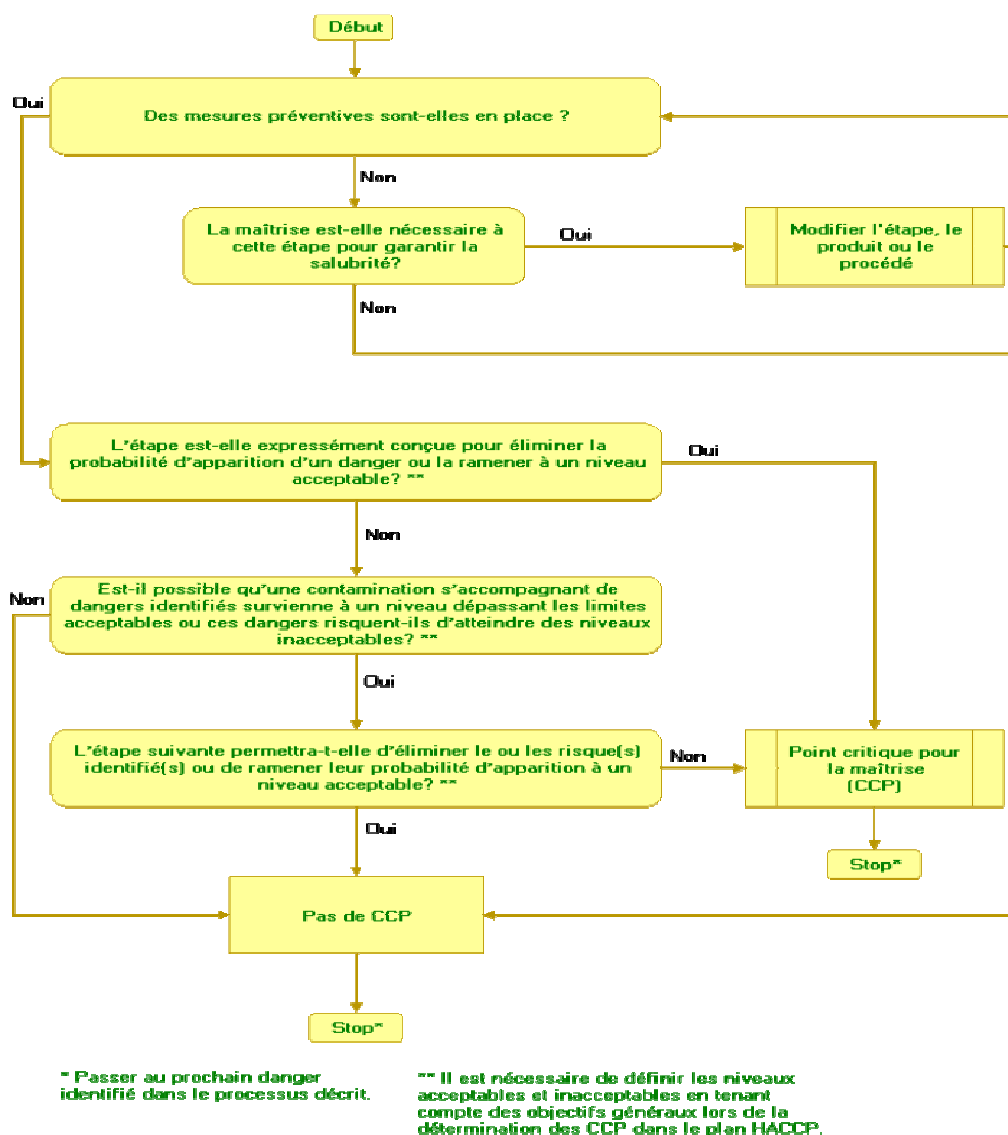 Début
Oui
Des mesures préventives sont-elles en place ?
Non
La maîtrise est-elle nécessaire à
cette étape pour garantir la
salubrité?
Oui
Modifier l'étape, le
produit ou le
procédé
Non
L'étape est-elle expressément conçue pour éliminer la
probabilité d'apparition d'un danger ou la ramener à un niveau
acceptable? **
Oui
Non
Non
Est-il possible qu'une contamination s'accompagnant de
dangers identifiés survienne à un niveau dépassant les limites
acceptables ou ces dangers risquent-ils d'atteindre des niveaux
inacceptables? **
Oui
L'étape suivante permettra-t-elle d'éliminer le ou les risque(s)
identifié(s) ou de ramener leur probabilité d'apparition à un
niveau acceptable? **
Non
Point critique pour
la maîtrise
(CCP)
Oui
Stop*
Pas de CCP
Stop*
* Passer au prochain danger
identifié dans le processus décrit.
** Il est nécessaire de définir les niveaux
acceptables et inacceptables en tenant
compte des objectifs généraux lors de la
détermination des CCP dans le plan HACCP.